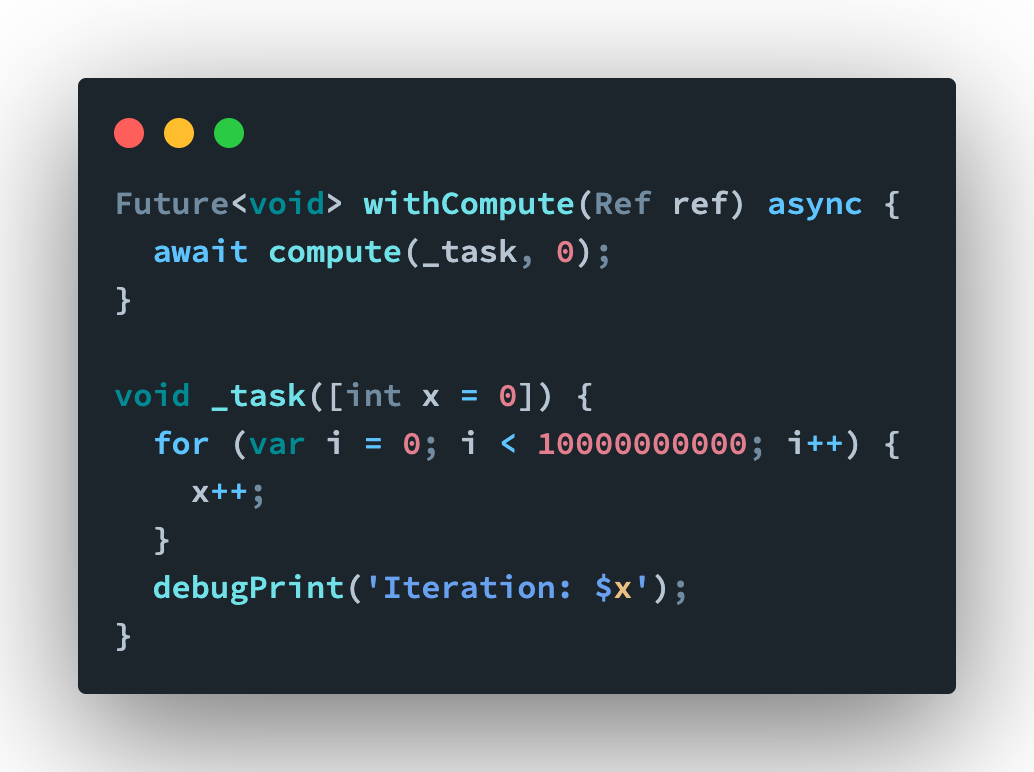 Future<void> withCompute(Ref ref) async {
  await compute(_task, 0);
}

void _task([int x = 0]) {
  for (var i = 0; i < 10000000000; i++) {
    x++;
  }
  debugPrint('Iteration: $x');
}